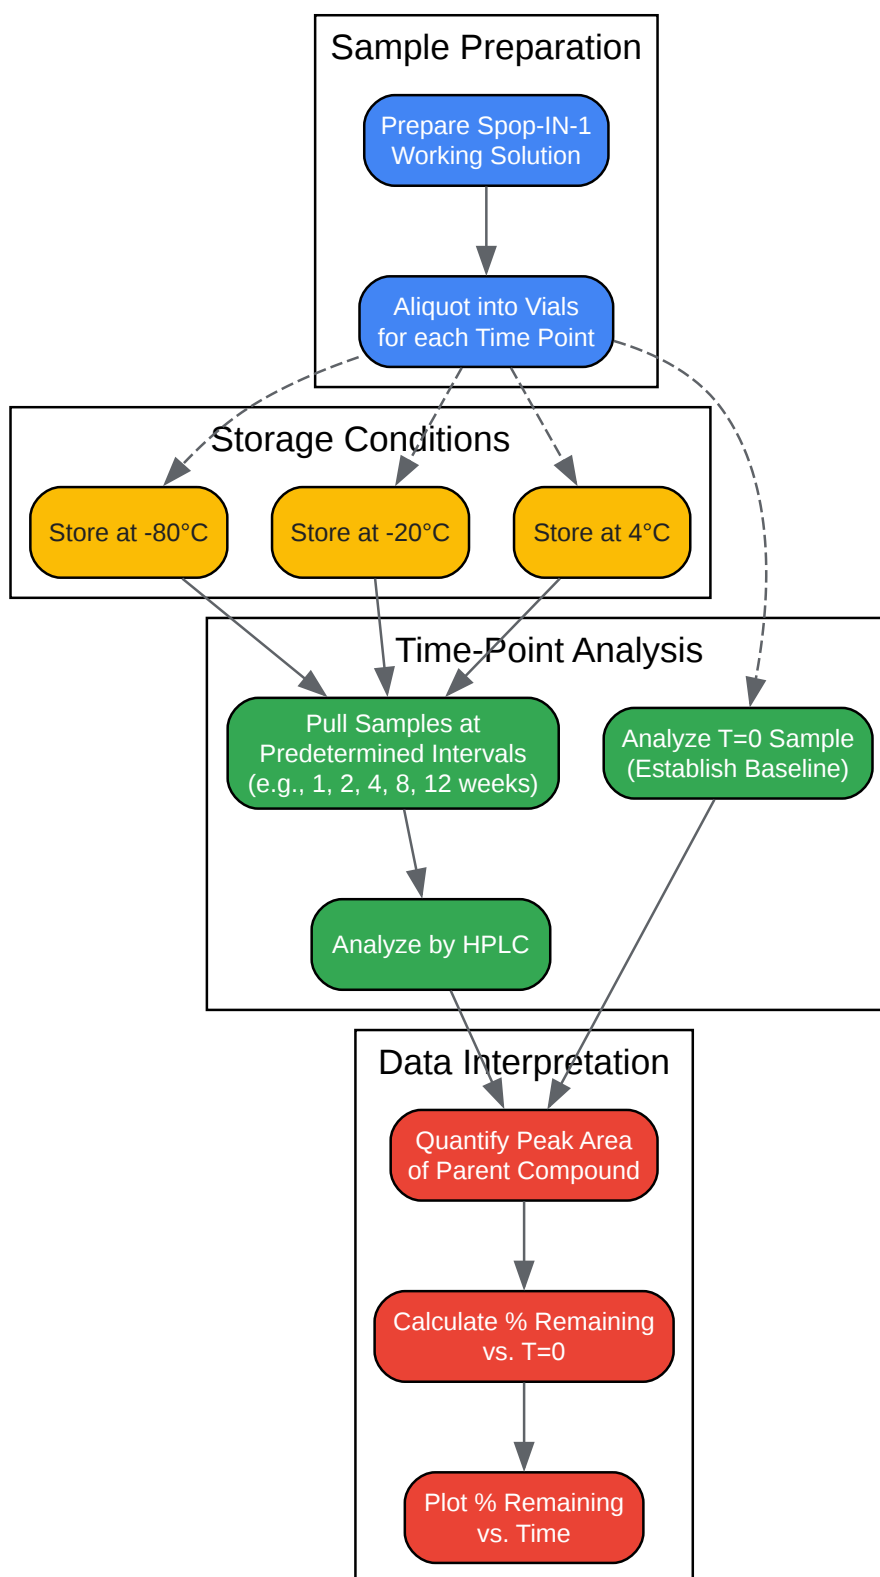 Sample Preparation
Prepare Spop-IN-1
Working Solution
Aliquot into Vials
for each Time Point
Storage Conditions
Store at -80°C
Store at -20°C
Store at 4°C
Time-Point Analysis
Pull Samples at
Predetermined Intervals
(e.g., 1, 2, 4, 8, 12 weeks)
Analyze T=0 Sample
(Establish Baseline)
Analyze by HPLC
Data Interpretation
Quantify Peak Area
of Parent Compound
Calculate % Remaining
vs. T=0
Plot % Remaining
vs. Time